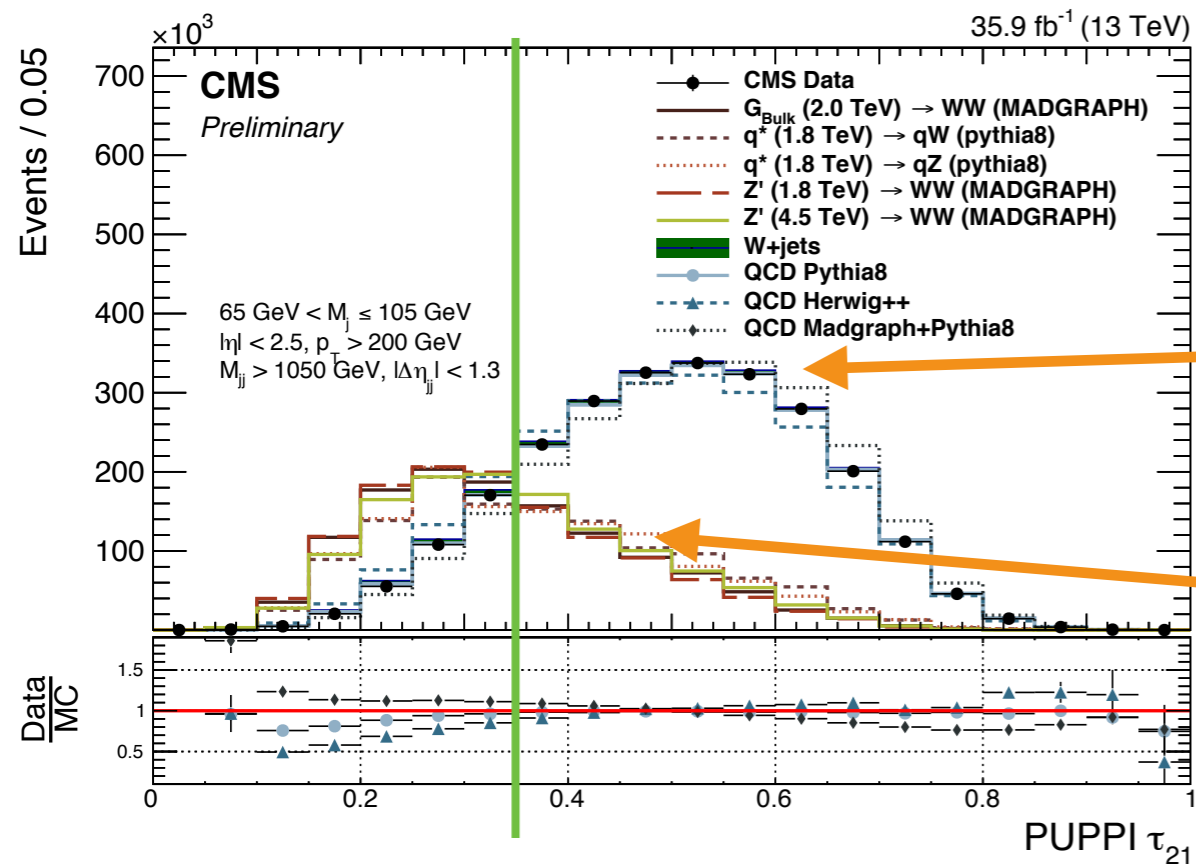 ×10³
35.9 fb⁻¹ (13 TeV)
Events / 0.05
700
600
500
400
300
200
100
CMS
Preliminary
CMS Data
G_Bulk (2.0 TeV) → WW (MADGRAPH)
q* (1.8 TeV) → qW (pythia8)
q* (1.8 TeV) → qZ (pythia8)
Z' (1.8 TeV) → WW (MADGRAPH)
Z' (4.5 TeV) → WW (MADGRAPH)
W+jets
QCD Pythia8
QCD Herwig++
QCD Madgraph+Pythia8
65 GeV < M_j ≤ 105 GeV
|η| < 2.5, p_T > 200 GeV
M_jj > 1050 GeV, |Δη_jj| < 1.3
Data
MC
1.5
1
0.5
0 0.2 0.4 0.6 0.8 1
PUPPI τ₂₁